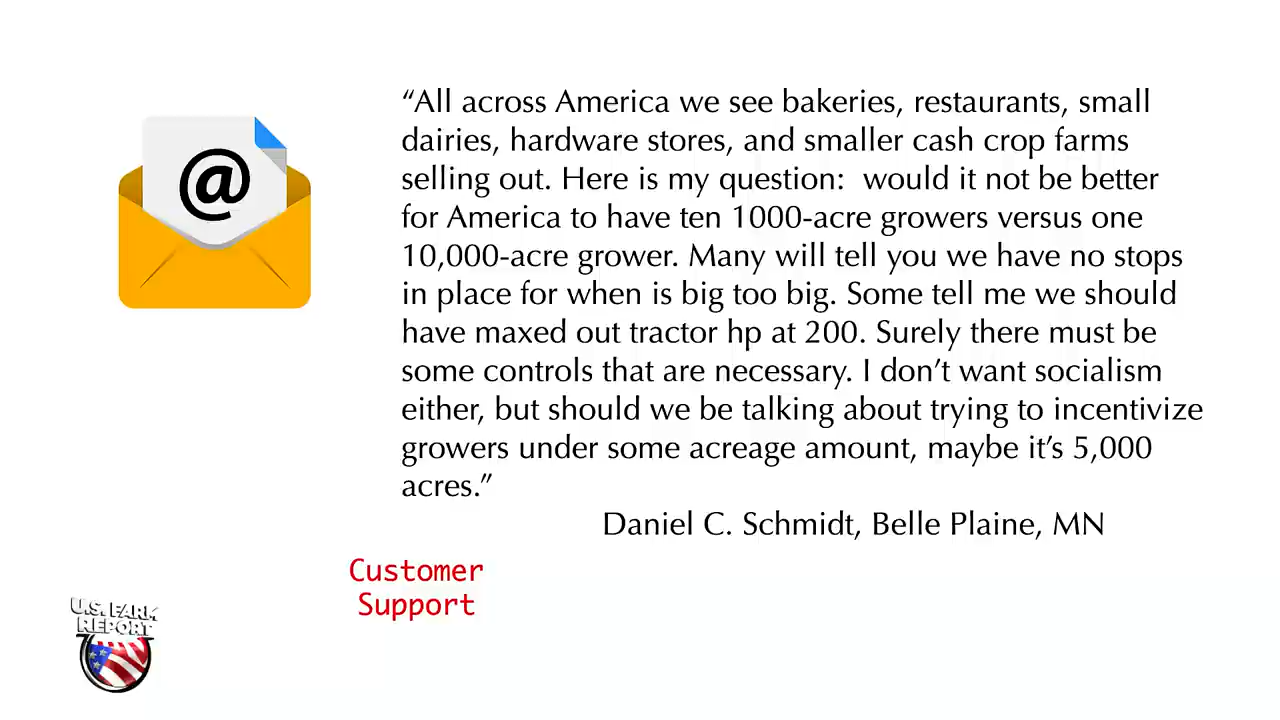 @
“All across America we see bakeries, restaurants, small
dairies, hardware stores, and smaller cash crop farms
selling out. Here is my question:  would it not be better
for America to have ten 1000-acre growers versus one
10,000-acre grower. Many will tell you we have no stops
in place for when is big too big. Some tell me we should
have maxed out tractor hp at 200. Surely there must be
some controls that are necessary. I don’t want socialism
either, but should we be talking about trying to incentivize
growers under some acreage amount, maybe it’s 5,000
acres.”
Daniel C. Schmidt, Belle Plaine, MN
Customer
Support
U.S. FARM
REPORT